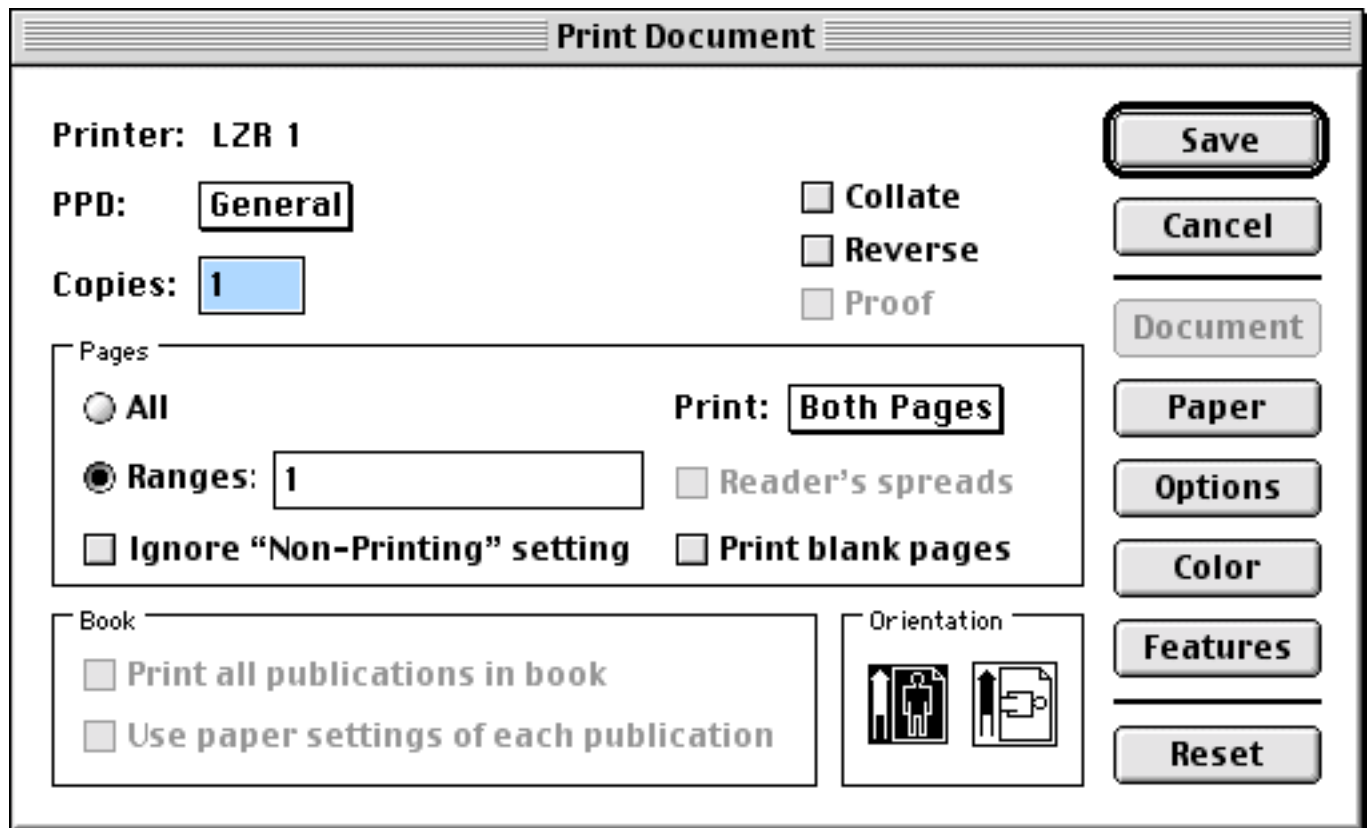 Print Document
Printer: LZR 1
Save
PPD: General
Collate
Cancel
Reverse
Copies: 1
Proof
Document
Pages
All
Print: Both Pages
Paper
Ranges: 1
Reader's spreads
Options
Ignore “Non-Printing” setting
Print blank pages
Color
Book
Orientation
Features
Print all publications in book
Use paper settings of each publication
Reset